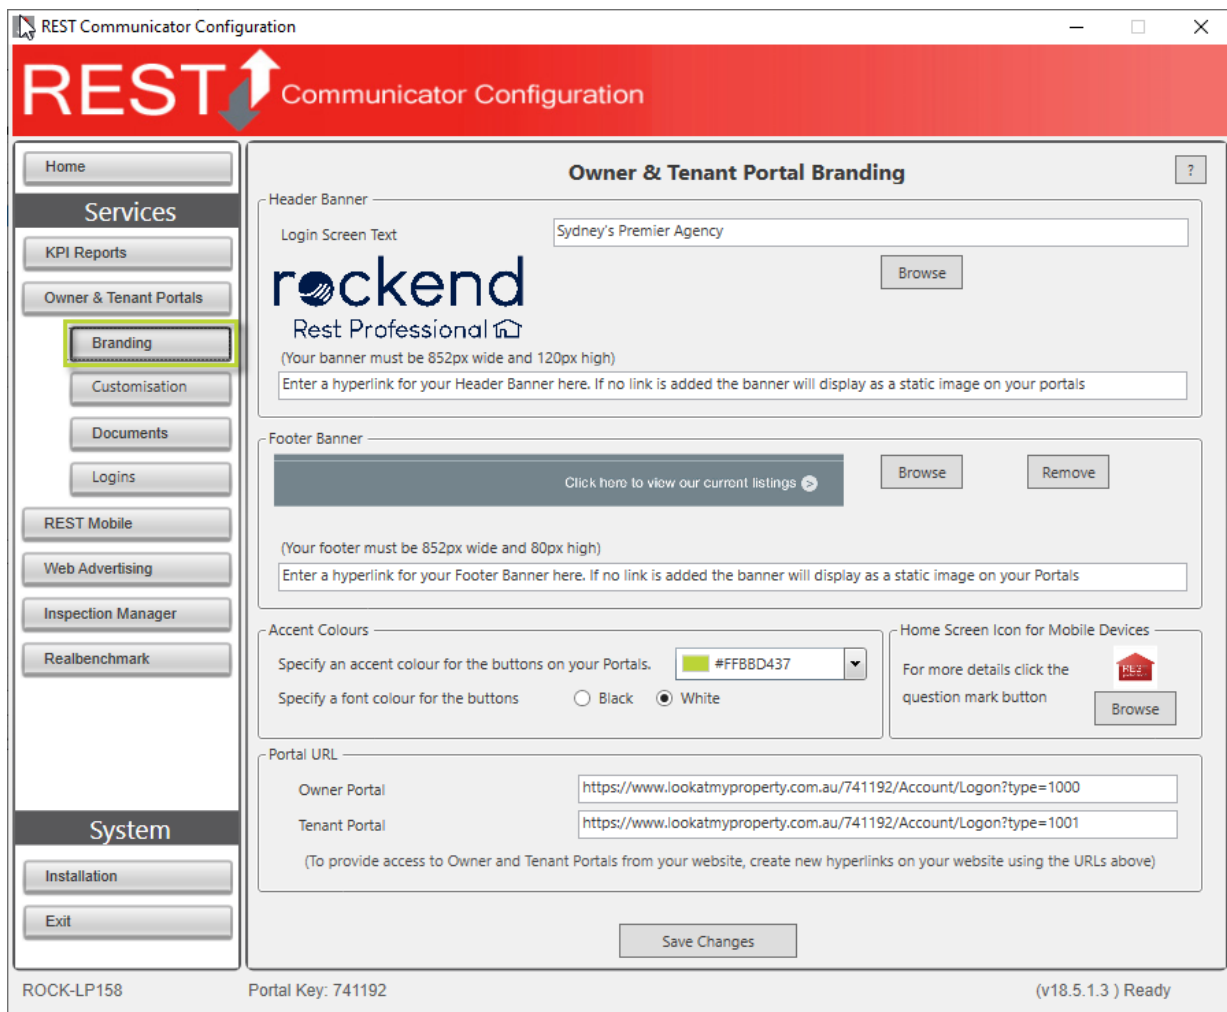 REST Communicator Configuration
REST Communicator Configuration
Home
Services
KPI Reports
Owner & Tenant Portals
Branding
Customisation
Documents
Logins
REST Mobile
Web Advertising
Inspection Manager
Realbenchmark
System
Installation
Exit
Owner & Tenant Portal Branding
?
Header Banner
Login Screen Text
Sydney's Premier Agency
rockend
Rest Professional
Browse
(Your banner must be 852px wide and 120px high)
Enter a hyperlink for your Header Banner here. If no link is added the banner will display as a static image on your portals
Footer Banner
Click here to view our current listings
Browse
Remove
(Your footer must be 852px wide and 80px high)
Enter a hyperlink for your Footer Banner here. If no link is added the banner will display as a static image on your Portals
Accent Colours
Specify an accent colour for the buttons on your Portals.
#FFBBD437
Specify a font colour for the buttons
Black
White
Home Screen Icon for Mobile Devices
For more details click the
question mark button
REST
Browse
Portal URL
Owner Portal
https://www.lookatmyproperty.com.au/741192/Account/Logon?type=1000
Tenant Portal
https://www.lookatmyproperty.com.au/741192/Account/Logon?type=1001
(To provide access to Owner and Tenant Portals from your website, create new hyperlinks on your website using the URLs above)
Save Changes
ROCK-LP158
Portal Key: 741192
(v18.5.1.3 ) Ready